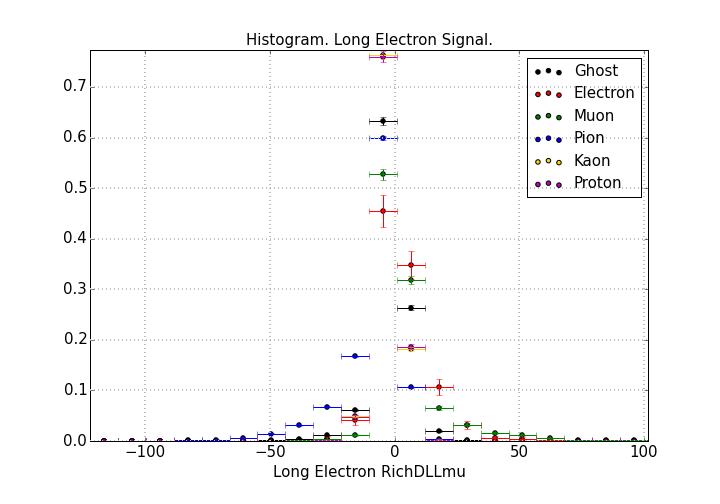 Histogram. Long Electron Signal.
Ghost
Electron
Muon
Pion
Kaon
Proton
0.7
0.6
0.5
0.4
0.3
0.2
0.1
0.0
−100
−50
0
50
100
Long Electron RichDLLmu